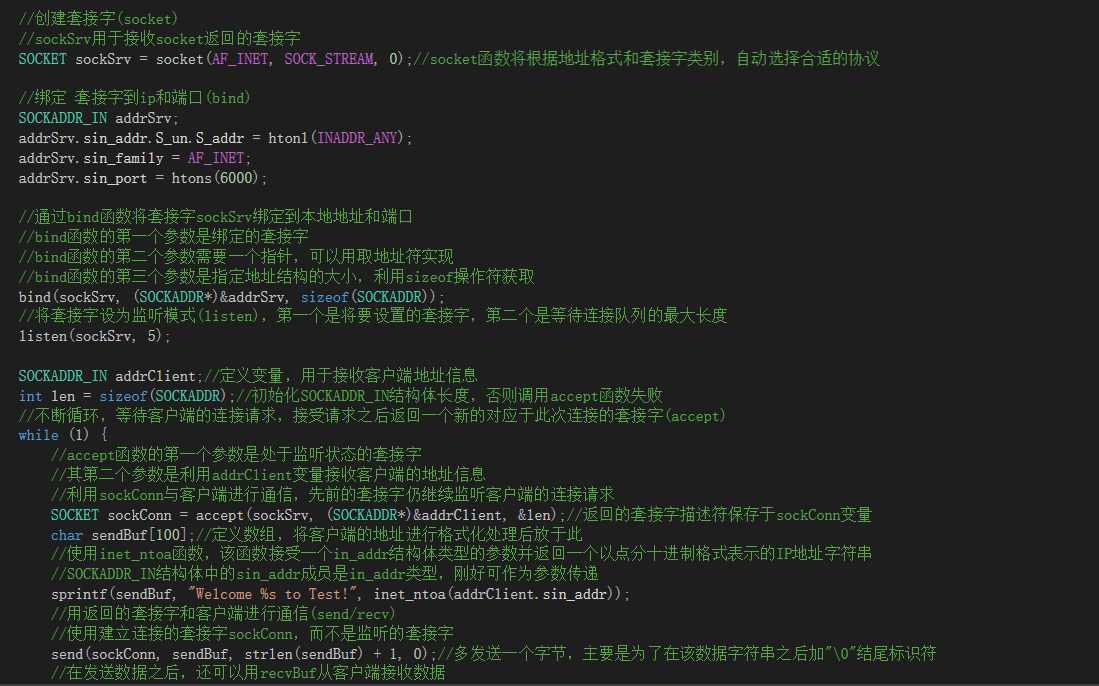 //创建套接字(socket)
//sockSrv用于接收socket返回的套接字
SOCKET sockSrv = socket(AF_INET, SOCK_STREAM, 0);//socket函数将根据地址格式和套接字类别，自动选择合适的协议
//绑定 套接字到ip和端口(bind)
SOCKADDR_IN addrSrv;
addrSrv.sin_addr.S_un.S_addr = htonl(INADDR_ANY);
addrSrv.sin_family = AF_INET;
addrSrv.sin_port = htons(6000);
//通过bind函数将套接字sockSrv绑定到本地地址和端口
//bind函数的第一个参数是绑定的套接字
//bind函数的第二个参数需要一个指针，可以用取地址符实现
//bind函数的第三个参数是指定地址结构的大小，利用sizeof操作符获取
bind(sockSrv, (SOCKADDR*)&addrSrv, sizeof(SOCKADDR));
//将套接字设为监听模式(listen)，第一个是将要设置的套接字，第二个是等待连接队列的最大长度
listen(sockSrv, 5);
SOCKADDR_IN addrClient;//定义变量，用于接收客户端地址信息
int len = sizeof(SOCKADDR);//初始化SOCKADDR_IN结构体长度，否则调用accept函数失败
//不断循环，等待客户端的连接请求，接受请求之后返回一个新的对应于此次连接的套接字(accept)
while (1) {
//accept函数的第一个参数是处于监听状态的套接字
//其第二个参数是利用addrClient变量接收客户端的地址信息
//利用sockConn与客户端进行通信，先前的套接字仍继续监听客户端的连接请求
SOCKET sockConn = accept(sockSrv, (SOCKADDR*)&addrClient, &len);//返回的套接字描述符保存于sockConn变量
char sendBuf[100];//定义数组，将客户端的地址进行格式化处理后放于此
//使用inet_ntoa函数，该函数接受一个in_addr结构体类型的参数并返回一个以点分十进制格式表示的IP地址字符串
//SOCKADDR_IN结构体中的sin_addr成员是in_addr类型，刚好可作为参数传递
sprintf(sendBuf, "Welcome %s to Test!", inet_ntoa(addrClient.sin_addr));
//用返回的套接字和客户端进行通信(send/recv)
//使用建立连接的套接字sockConn，而不是监听的套接字
send(sockConn, sendBuf, strlen(sendBuf) + 1, 0);//多发送一个字节，主要是为了在该数据字符串之后加"\0"结尾标识符
//在发送数据之后，还可以用recvBuf从客户端接收数据